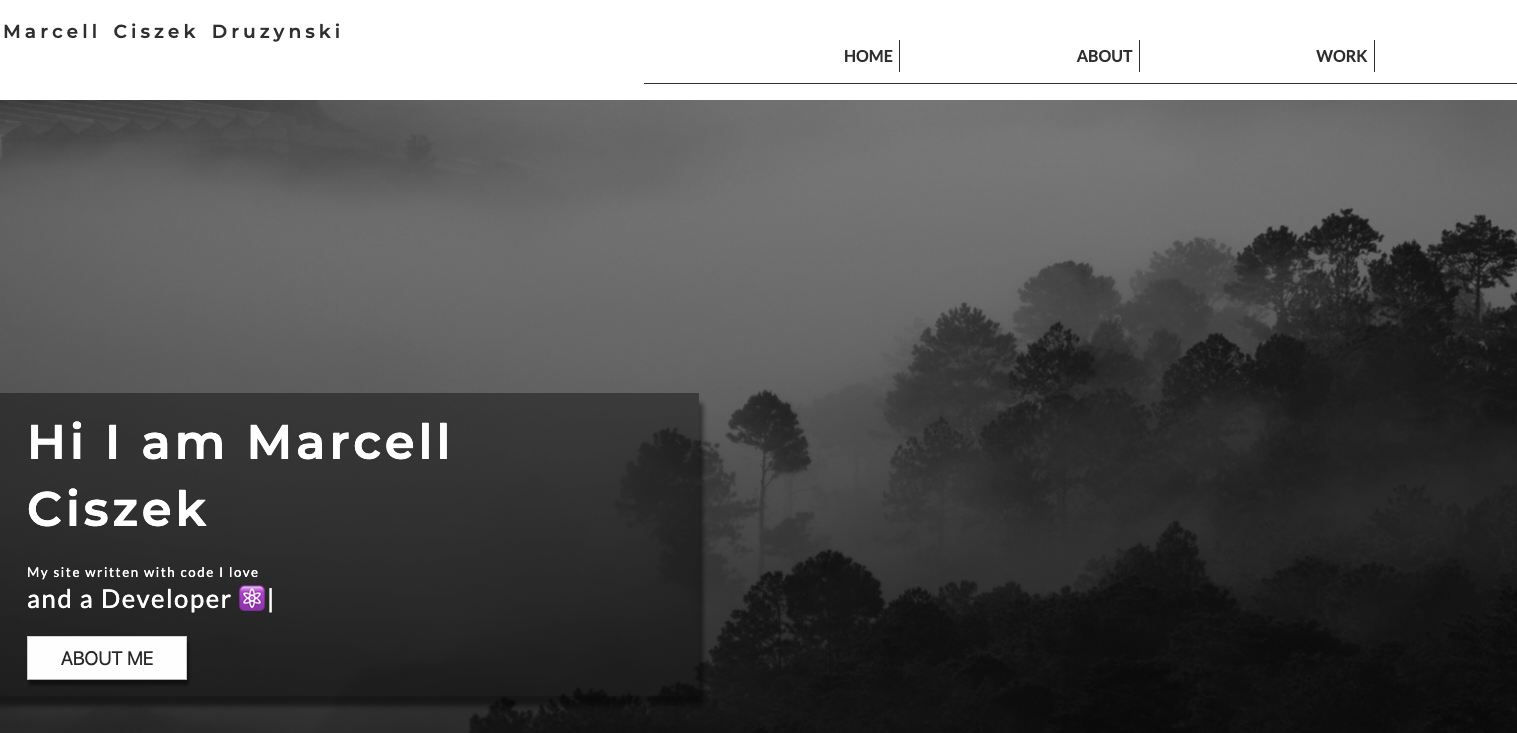 Marcell Ciszek Druzynski
HOME
ABOUT
WORK
Hi I am Marcell
Ciszek
My site written with code I love
and a Developer ⚛️|
ABOUT ME